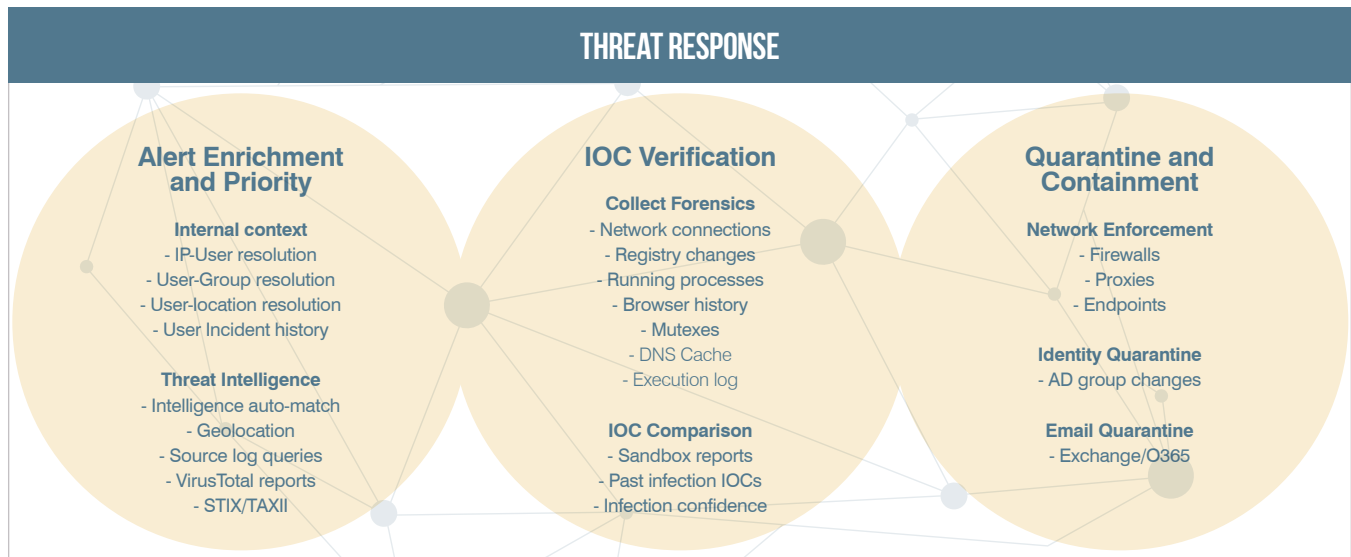 THREAT RESPONSE
Alert Enrichment
and Priority
Internal context
- IP-User resolution
- User-Group resolution
- User-location resolution
- User Incident history
Threat Intelligence
- Intelligence auto-match
- Geolocation
- Source log queries
- VirusTotal reports
- STIX/TAXII
IOC Verification
Collect Forensics
- Network connections
- Registry changes
- Running processes
- Browser history
- Mutexes
- DNS Cache
- Execution log
IOC Comparison
- Sandbox reports
- Past infection IOCs
- Infection confidence
Quarantine and
Containment
Network Enforcement
- Firewalls
- Proxies
- Endpoints
Identity Quarantine
- AD group changes
Email Quarantine
- Exchange/O365